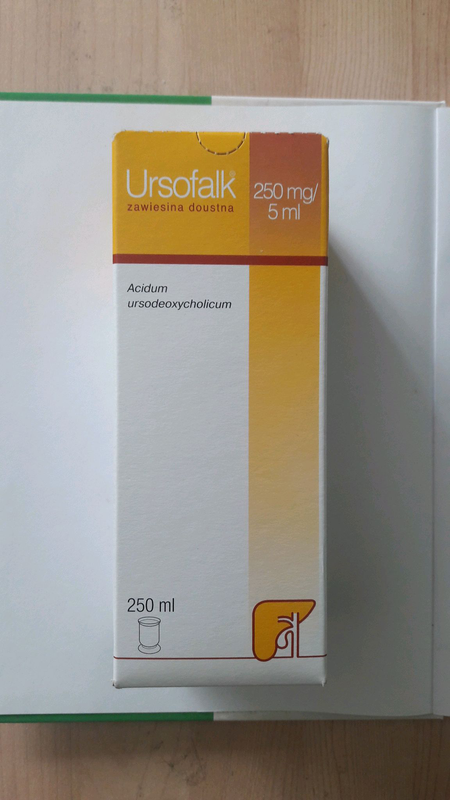 Ursofalk®
zawiesina doustna
250 mg/
5 ml
Acidum
ursodeoxycholicum
250 ml